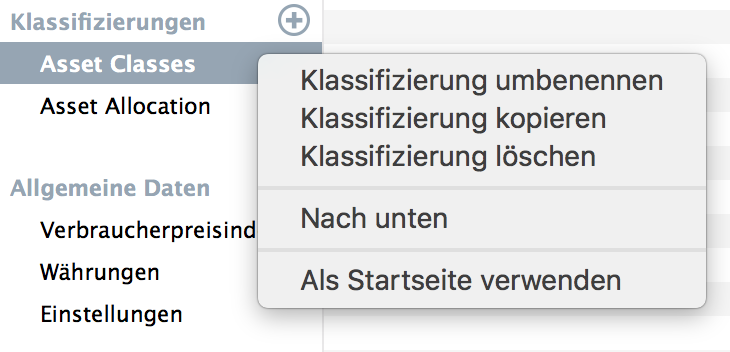 Klassifizierungen
Asset Classes
Asset Allocation
Allgemeine Daten
Verbraucherpreisind
Währungen
Einstellungen
Klassifizierung umbenennen
Klassifizierung kopieren
Klassifizierung löschen
Nach unten
Als Startseite verwenden